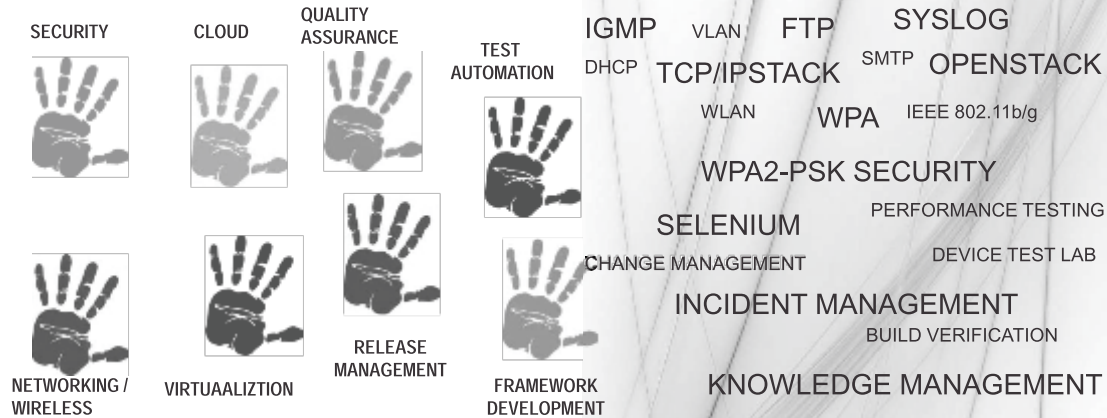 SECURITY
CLOUD
QUALITY
ASSURANCE
TEST
AUTOMATION
NETWORKING /
WIRELESS
VIRTUAALIZTION
RELEASE
MANAGEMENT
FRAMEWORK
DEVELOPMENT
IGMP VLAN FTP SYSLOG
DHCP TCP/IPSTACK SMTP OPENSTACK
WLAN WPA IEEE 802.11b/g
WPA2-PSK SECURITY
SELENIUM PERFORMANCE TESTING
CHANGE MANAGEMENT DEVICE TEST LAB
INCIDENT MANAGEMENT
BUILD VERIFICATION
KNOWLEDGE MANAGEMENT